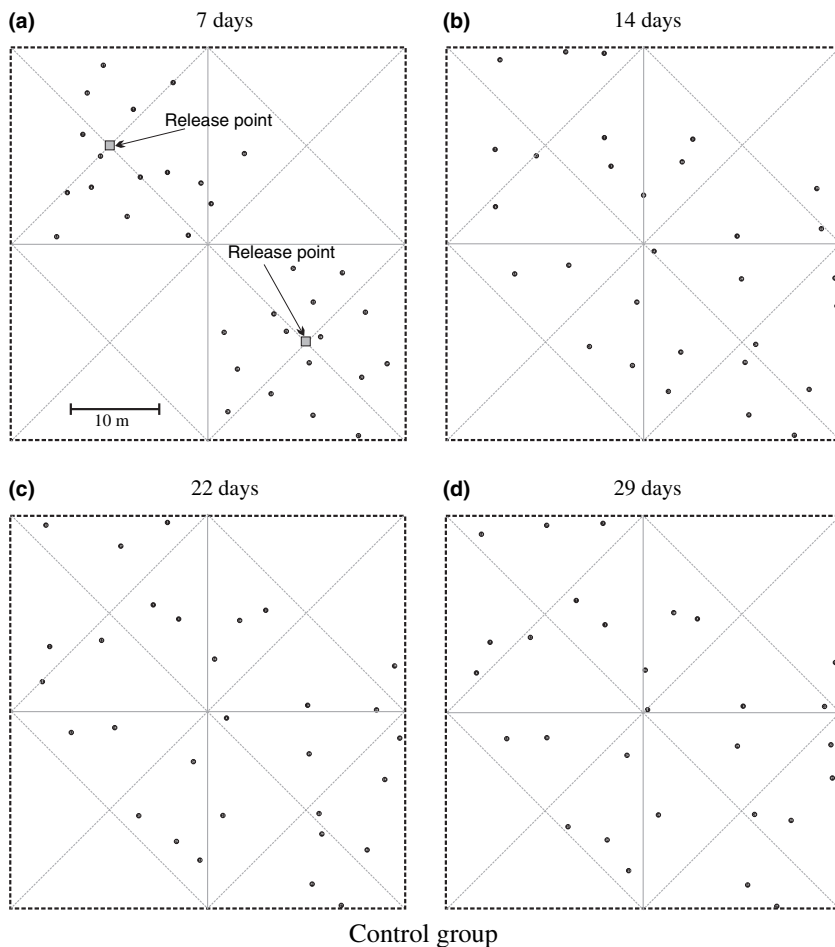 (a) 7 days
(b) 14 days
Release point
Release point
10 m
(c) 22 days
(d) 29 days
Control group